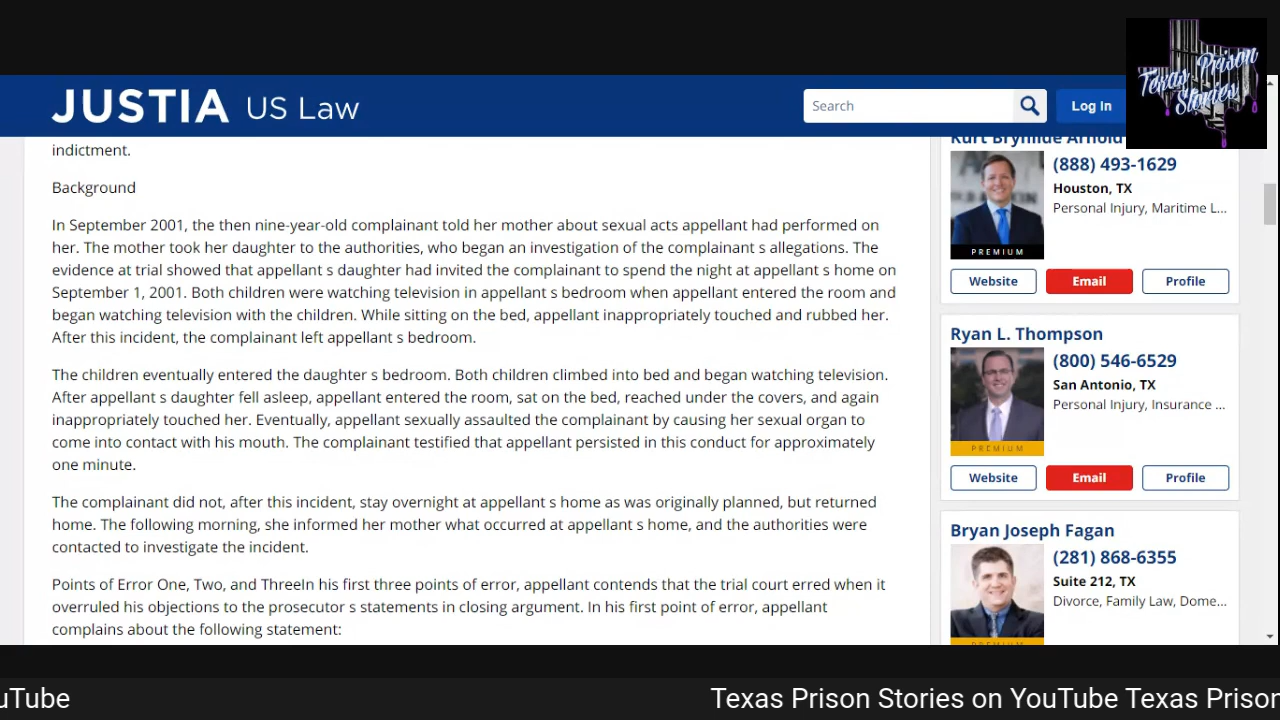 Texas Prison
Stories
JUSTIA US Law
Search
Log In
indictment.
Background
In September 2001, the then nine-year-old complainant told her mother about sexual acts appellant had performed on
her. The mother took her daughter to the authorities, who began an investigation of the complainant s allegations. The
evidence at trial showed that appellant s daughter had invited the complainant to spend the night at appellant s home on
September 1, 2001. Both children were watching television in appellant s bedroom when appellant entered the room and
began watching television with the children. While sitting on the bed, appellant inappropriately touched and rubbed her.
After this incident, the complainant left appellant s bedroom.
The children eventually entered the daughter s bedroom. Both children climbed into bed and began watching television.
After appellant s daughter fell asleep, appellant entered the room, sat on the bed, reached under the covers, and again
inappropriately touched her. Eventually, appellant sexually assaulted the complainant by causing her sexual organ to
come into contact with his mouth. The complainant testified that appellant persisted in this conduct for approximately
one minute.
The complainant did not, after this incident, stay overnight at appellant s home as was originally planned, but returned
home. The following morning, she informed her mother what occurred at appellant s home, and the authorities were
contacted to investigate the incident.
Points of Error One, Two, and ThreeIn his first three points of error, appellant contends that the trial court erred when it
overruled his objections to the prosecutor s statements in closing argument. In his first point of error, appellant
complains about the following statement:
(888) 493-1629
Houston, TX
Personal Injury, Maritime L...
PREMIUM
Website Email Profile
Ryan L. Thompson
(800) 546-6529
San Antonio, TX
Personal Injury, Insurance ...
PREMIUM
Website Email Profile
Bryan Joseph Fagan
(281) 868-6355
Suite 212, TX
Divorce, Family Law, Dome...
uTube
Texas Prison Stories on YouTube Texas Prison